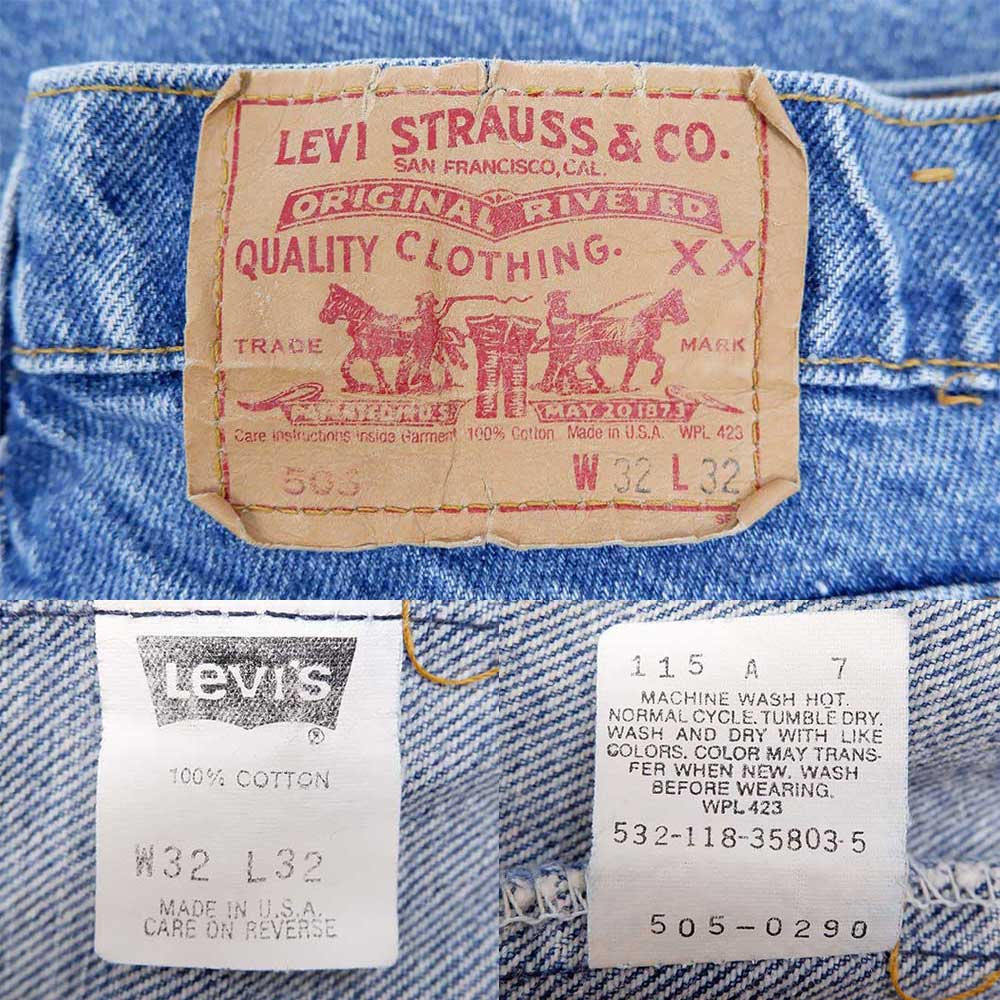 LEVI STRAUSS & CO.
SAN FRANCISCO, CAL.
ORIGINAL RIVETED
QUALITY CLOTHING. XX
TRADE MARK
MAY 20 1873
Care Instructions Inside Garment 100% Cotton Made in U.S.A. WPL 423
W 32 L 32
LEVI'S
®
100% COTTON
W32 L32
MADE IN U.S.A.
CARE ON REVERSE
115 A 7
MACHINE WASH HOT.
NORMAL CYCLE. TUMBLE DRY.
WASH AND DRY WITH LIKE
COLORS. COLOR MAY TRANS-
FER WHEN NEW. WASH
BEFORE WEARING.
WPL 423
532-118-35803-5
505-0290